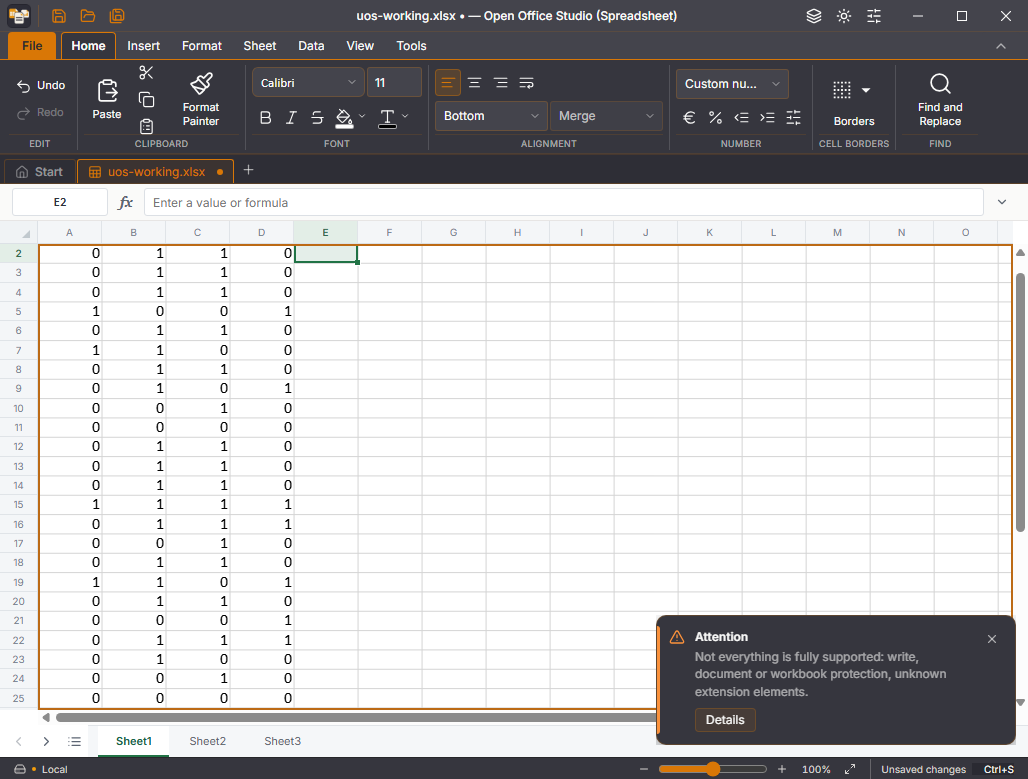 uos-working.xlsx • — Open Office Studio (Spreadsheet)
File Home Insert Format Sheet Data View Tools
Undo
Redo
EDIT
Paste
Format Painter
CLIPBOARD
Calibri 11
B I S T
FONT
Bottom Merge
ALIGNMENT
Custom nu...
€ %
NUMBER
Borders
CELL BORDERS
Find and Replace
FIND
Start uos-working.xlsx +
E2 fx Enter a value or formula
A B C D E F G H I J K L M N O
2 0 1 1 0
3 0 1 1 0
4 0 1 1 0
5 1 0 0 1
6 0 1 1 0
7 1 1 0 0
8 0 1 1 0
9 0 1 0 1
10 0 0 1 0
11 0 0 0 0
12 0 1 1 0
13 0 1 1 0
14 0 1 1 0
15 1 1 1 1
16 0 1 1 1
17 0 0 1 0
18 0 1 1 0
19 1 1 0 1
20 0 1 1 0
21 0 0 0 1
22 0 1 1 1
23 0 1 0 0
24 0 0 1 0
25 0 0 0 0
Attention
Not everything is fully supported: write,
document or workbook protection, unknown
extension elements.
Details
Sheet1 Sheet2 Sheet3
Local 100% Unsaved changes Ctrl+S